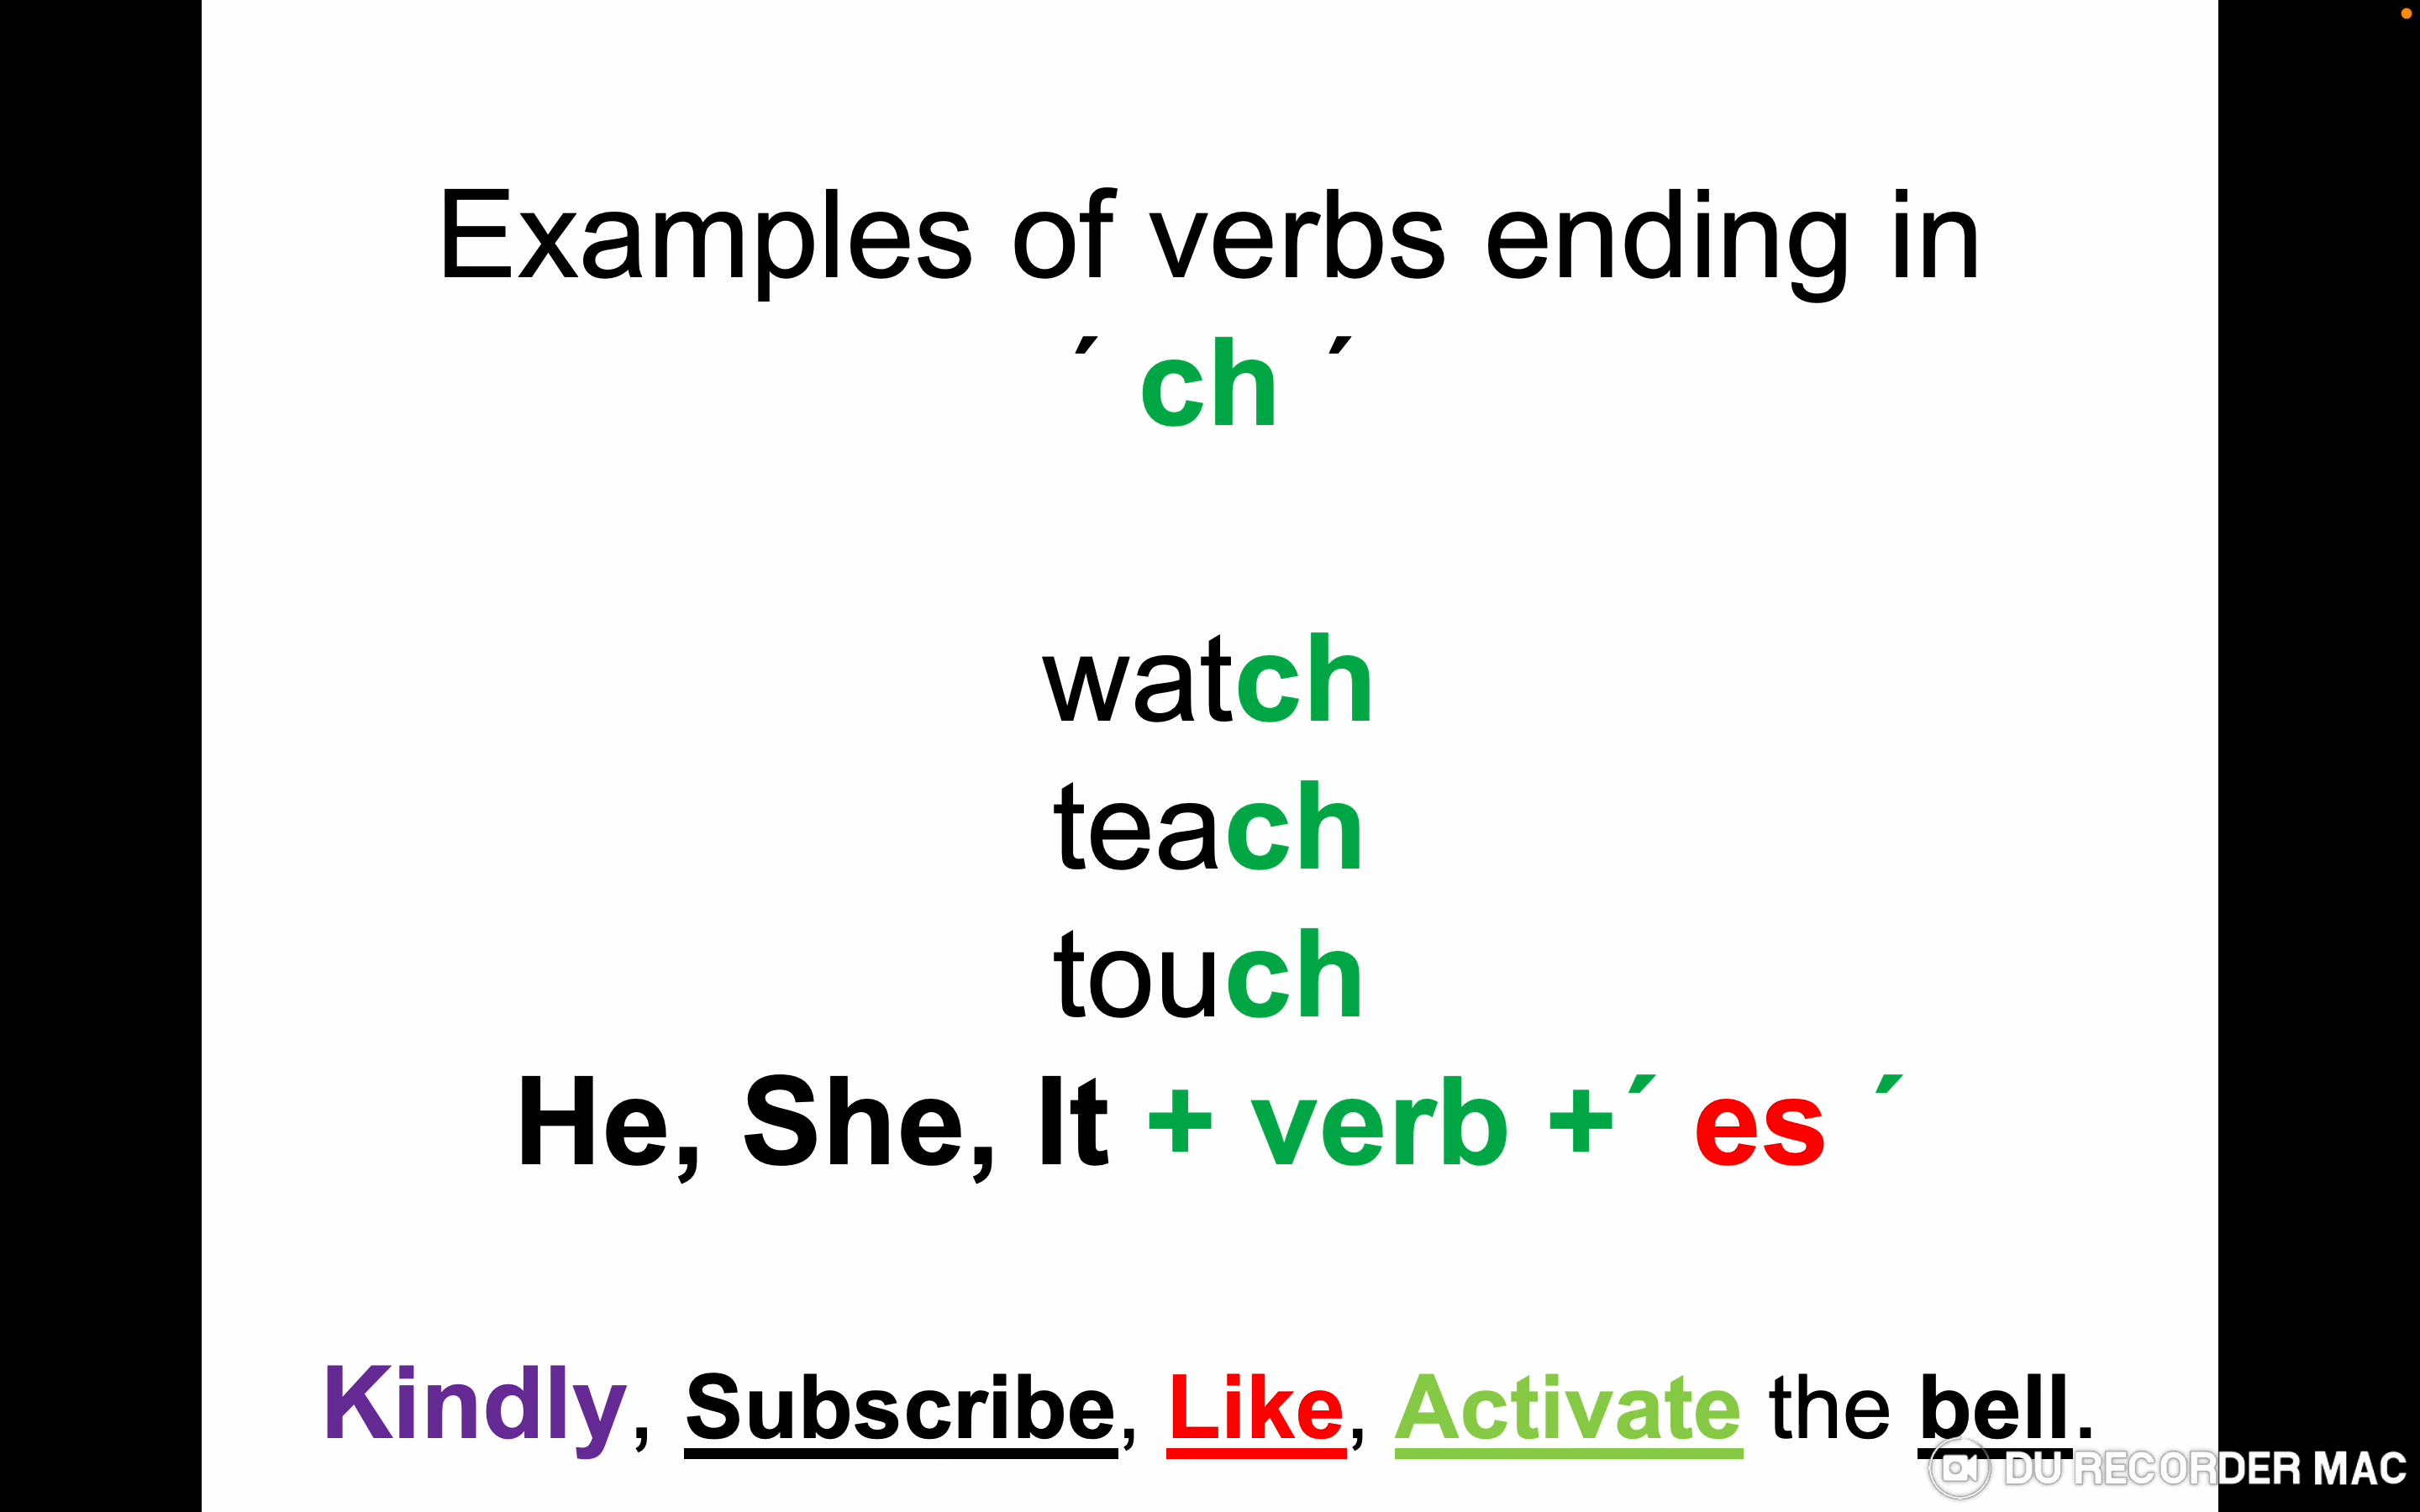 Examples of verbs ending in
´ ch ´
watch
teach
touch
He, She, It + verb +´ es ´
Kindly, Subscribe, Like, Activate the bell.
DU RECORDER MAC